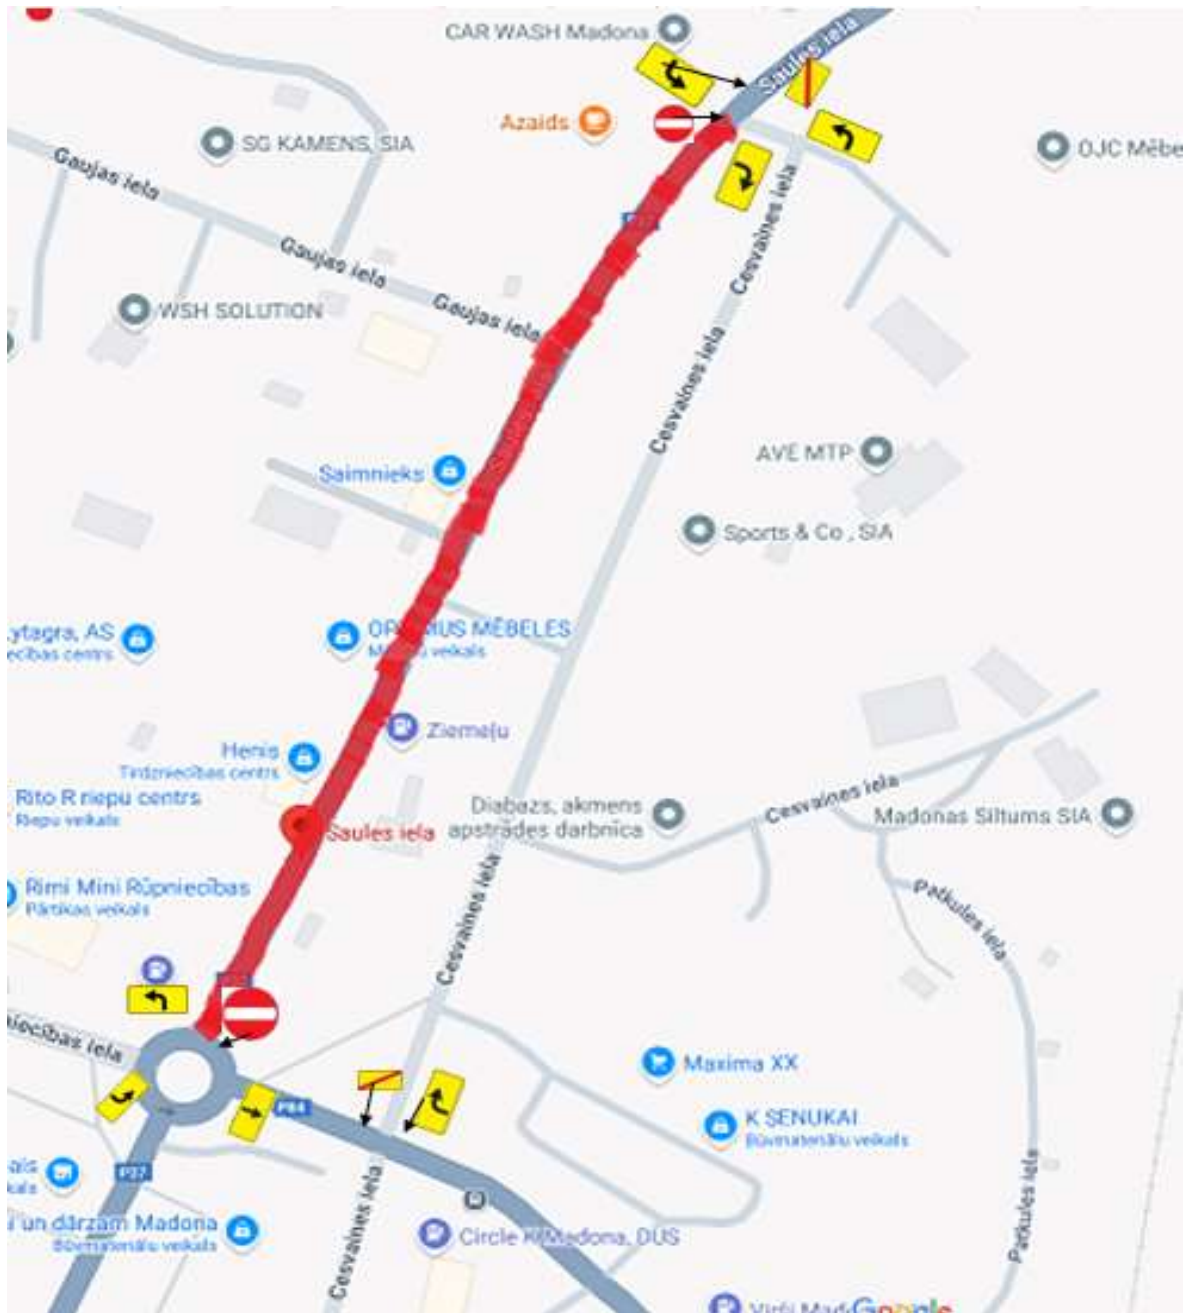 CAR WASH Madona
Saules iela
Azaids
SG KAMENS, SIA
OJC Mēbe
Gaujas iela
Gaujas iela
Gaujas iela
Cesvaines iela
WSH SOLUTION
Cesvaines iela
Saimnieks
AVE MTP
Sports & Co, SIA
ytagra, AS
ecības centrs
MUS MĒBELES
veikals
Ziemeļu
Henis
Tirdzniecības centrs
Rito R riepu centrs
Riepu veikals
Saules iela
Diabazs, akmens
apstrādes darbnīca
Cesvaines iela
Madonas Siltums SIA
Rimi Mini Rūpniecības
Pārtikas veikals
Cesvaines iela
Patkules iela
niecības iela
Maxima XX
P84
K SENUKAI
Būvmateriālu veikals
P37
un dārzam Madona
Būvmateriālu veikals
Cesvaines iela
Circle K Madona, DUS
Patkules iela
Virši Mad
Google